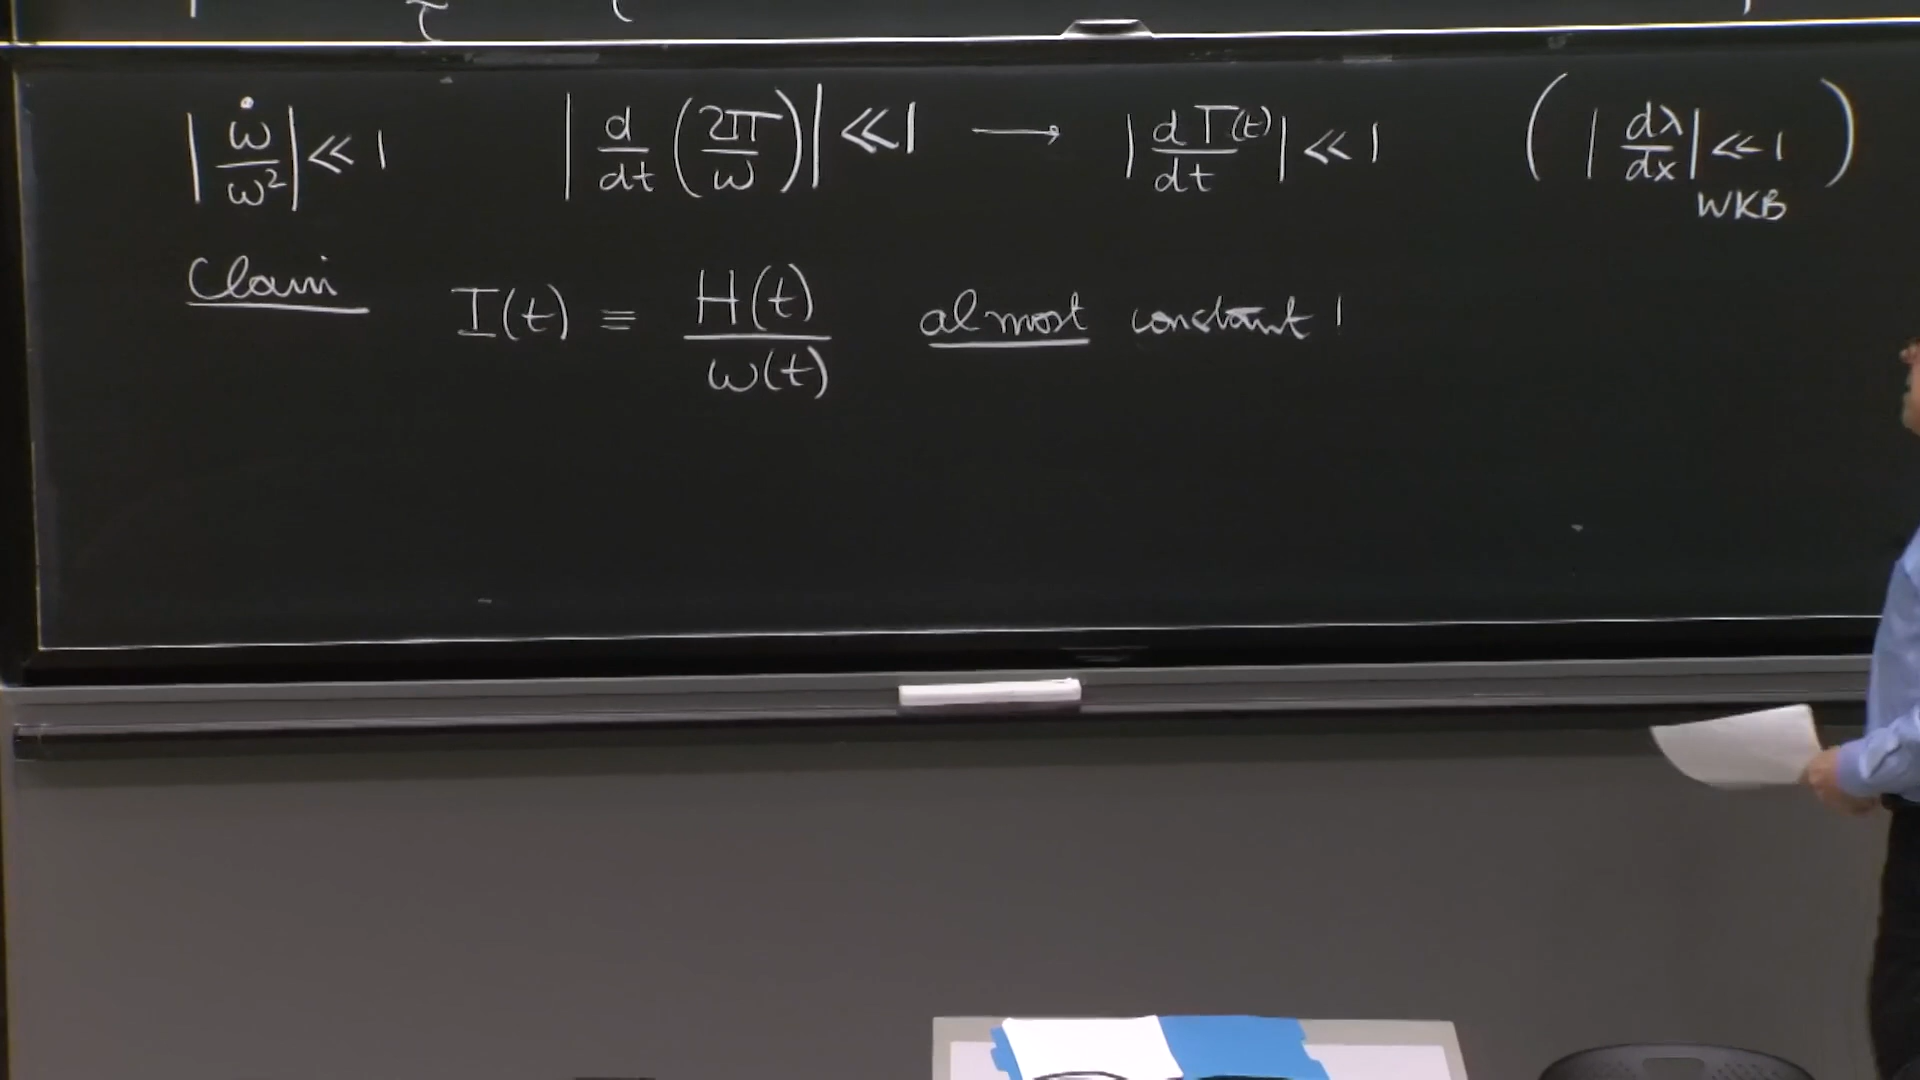 |ω̇/ω²| ≪ 1    |d/dt (2π/ω)| ≪ 1 ⟶ |dT(t)/dt| ≪ 1    ( |dλ/dx| ≪ 1 )
WKB
Claim    I(t) ≡ H(t)/ω(t)    almost constant !